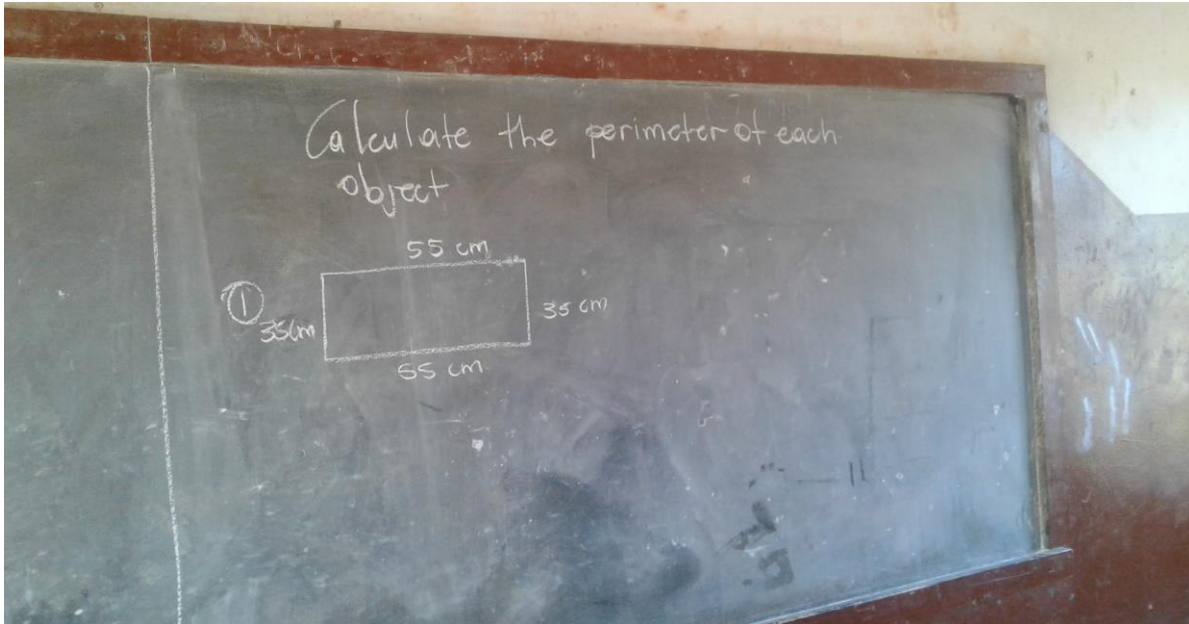 Calculate the perimeter of each
object
55 cm
①
35cm
35 cm
55 cm